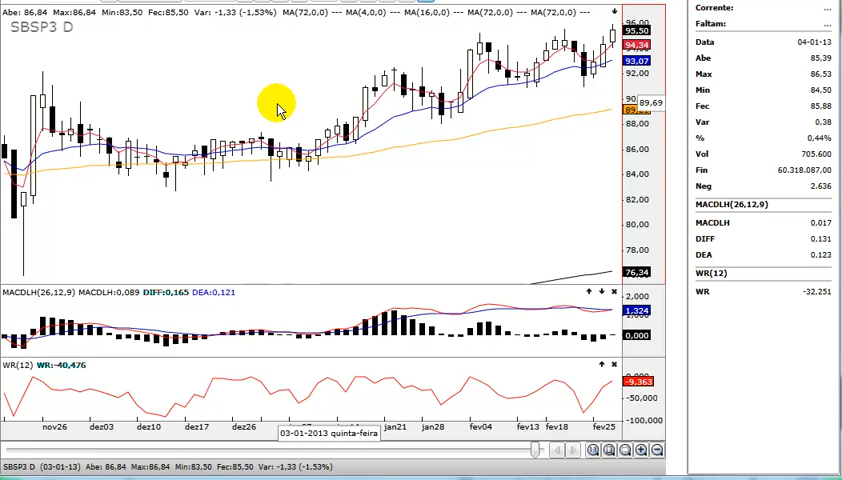 Abe: 86,84 Max:86,84 Min:83,50 Fec:85,50 Var: -1,33 (-1,53%) MA(72,0,0) --- MA(4,0,0) --- MA(16,0,0) --- MA(72,0,0) --- MA(72,0,0) ---
SBSP3 D
96,00
95,50
94,34
93,07
92,00
90
89,69
88,00
86,00
84,00
82,00
80,00
78,00
76,34
MACDLH(26,12,9) MACDLH:0,089 DIFF:0,165 DEA:0,121
2,000
1,324
0,000
WR(12) WR:-40,476
-9,363
-50,000
-100,000
nov26 dez03 dez10 dez17 dez26 jan21 jan28 fev04 fev13 fev18 fev25
03-01-2013 quinta-feira
SBSP3 D (03-01-13) Abe: 86,84 Max:86,84 Min:83,50 Fec:85,50 Var: -1,33 (-1,53%)
Corrente: ...
Faltam: ...
Data 04-01-13
Abe 85,39
Max 86,53
Min 84,50
Fec 85,88
Var 0,38
% 0,44%
Vol 705.600
Fin 60.318.087,00
Neg 2.636
MACDLH(26,12,9)
MACDLH 0,017
DIFF 0,131
DEA 0,123
WR(12)
WR -32,251